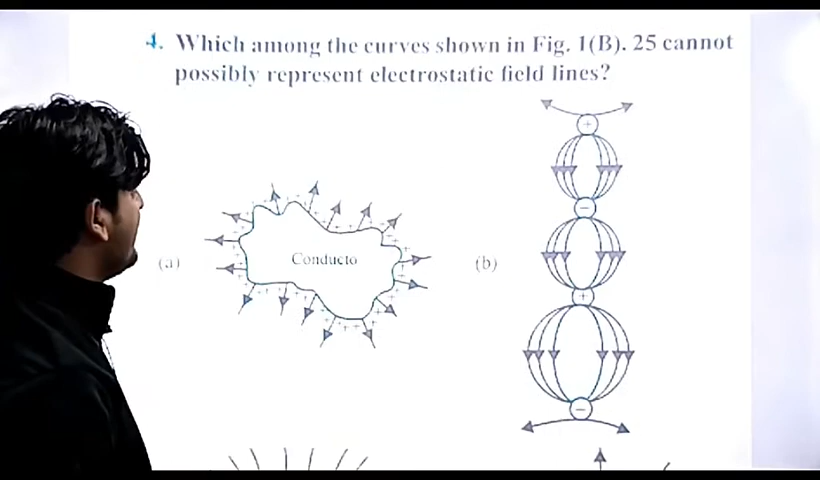 4. Which among the curves shown in Fig. 1(B). 25 cannot
possibly represent electrostatic field lines?
(a)
Conducto
(b)
+
−
+
−